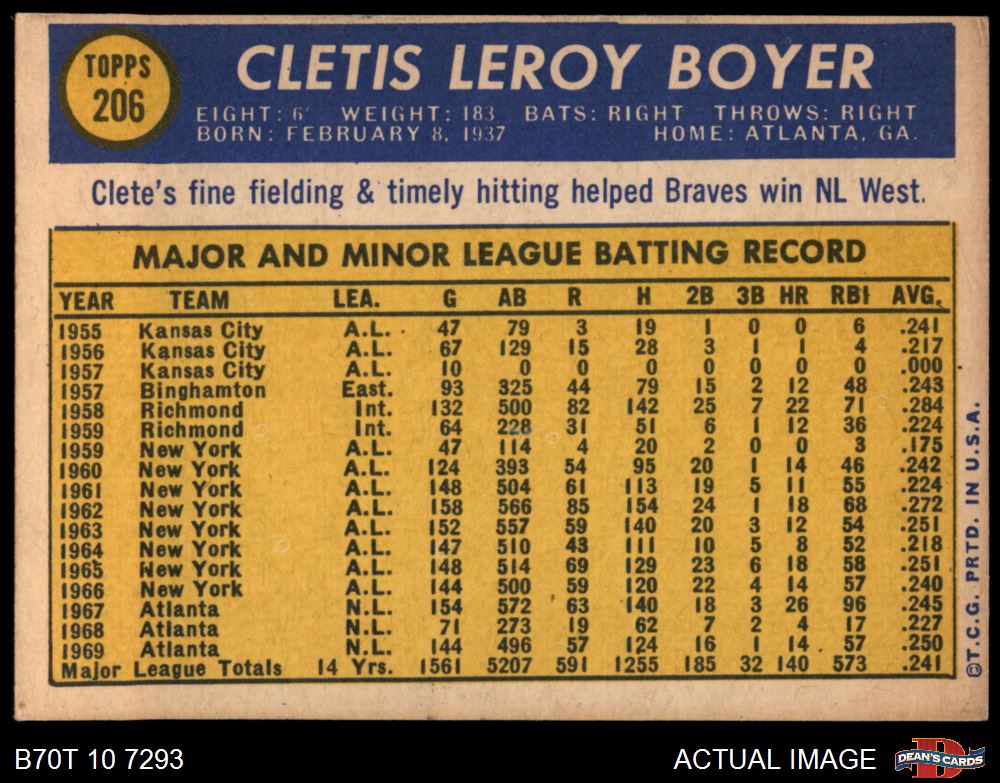 TOPPS
206
CLETIS LEROY BOYER
EIGHT: 6' WEIGHT: 183 BATS: RIGHT THROWS: RIGHT
BORN: FEBRUARY 8, 1937 HOME: ATLANTA, GA.
Clete's fine fielding & timely hitting helped Braves win NL West.
MAJOR AND MINOR LEAGUE BATTING RECORD
YEAR TEAM LEA. G AB R H 2B 3B HR RBI AVG.
1955 Kansas City A.L. 47 79 3 19 1 0 0 6 .241
1956 Kansas City A.L. 67 129 15 28 3 1 1 4 .217
1957 Kansas City A.L. 10 0 0 0 0 0 0 0 .000
1957 Binghamton East. 93 325 44 79 15 2 12 48 .243
1958 Richmond Int. 132 500 82 142 25 7 22 71 .284
1959 Richmond Int. 64 228 31 51 6 1 12 36 .224
1959 New York A.L. 47 114 4 20 2 0 0 3 .175
1960 New York A.L. 124 393 54 95 20 1 14 46 .242
1961 New York A.L. 148 504 61 113 19 5 11 55 .224
1962 New York A.L. 158 566 85 154 24 1 18 68 .272
1963 New York A.L. 152 557 59 140 20 3 12 54 .251
1964 New York A.L. 147 510 43 111 10 5 8 52 .218
1965 New York A.L. 148 514 69 129 23 6 18 58 .251
1966 New York A.L. 144 500 59 120 22 4 14 57 .240
1967 Atlanta N.L. 154 572 63 140 18 3 26 96 .245
1968 Atlanta N.L. 71 273 19 62 7 2 4 17 .227
1969 Atlanta N.L. 144 496 57 124 16 1 14 57 .250
Major League Totals 14 Yrs. 1561 5207 591 1255 185 32 140 573 .241
©T.C.G. PRTD. IN U.S.A.
B70T 10 7293
ACTUAL IMAGE
D
DEAN'S CARDS